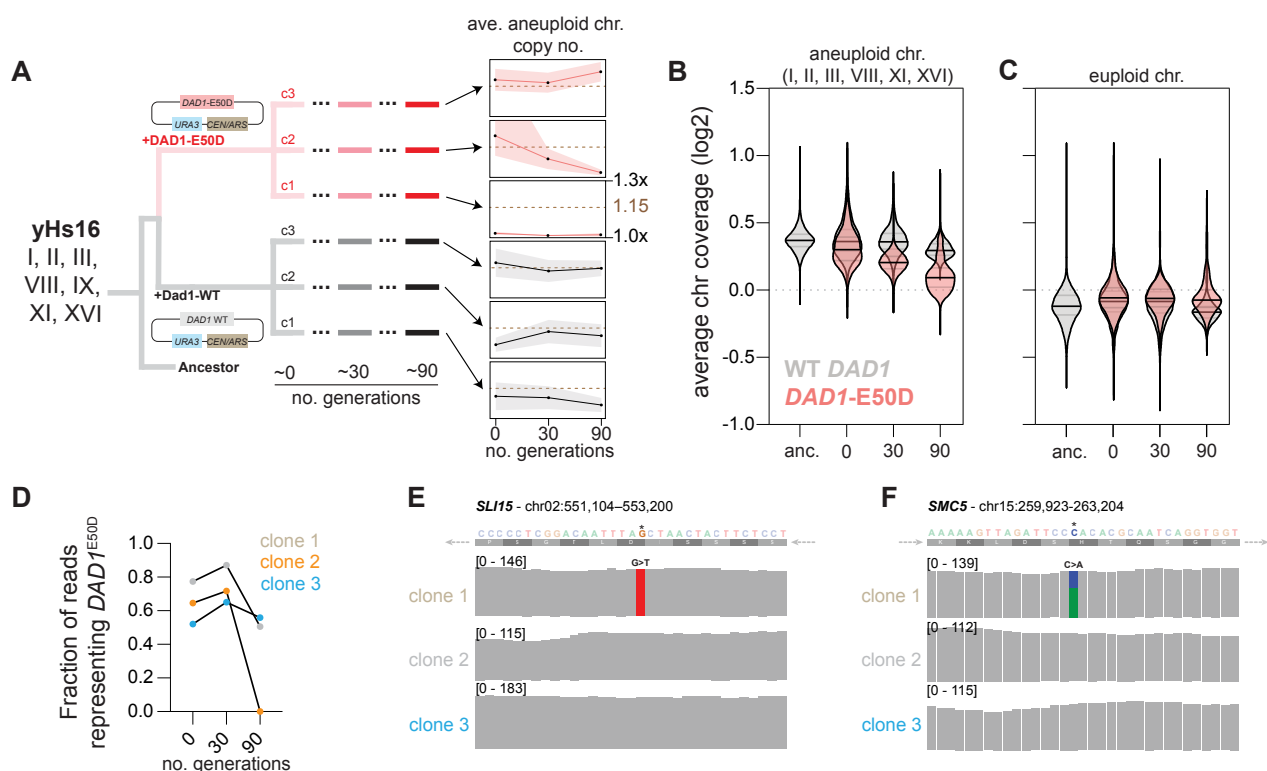 A
ave. aneuploid chr.
copy no.
DAD1-E50D
URA3 CEN/ARS
+DAD1-E50D
c3
c2
c1
yHs16
I, II, III,
VIII, IX,
XI, XVI
+Dad1-WT
DAD1 WT
URA3 CEN/ARS
c3
c2
c1
Ancestor
~0 ~30 ~90
no. generations
1.3x
1.15
1.0x
0 30 90
no. generations
B
aneuploid chr.
(I, II, III, VIII, XI, XVI)
average chr coverage (log2)
1.5
1.0
0.5
0.0
-0.5
-1.0
WT DAD1
DAD1-E50D
anc. 0 30 90
C
euploid chr.
anc. 0 30 90
D
Fraction of reads
representing DAD1E50D
1.0
0.8
0.6
0.4
0.2
0.0
clone 1
clone 2
clone 3
0 30 90
no. generations
E
SLI15 - chr02:551,104–553,200
*
CCCCCTCGGACAATTTAGCTAACTACTTCTCCT
[0 - 146]
G>T
clone 1
[0 - 115]
clone 2
[0 - 183]
clone 3
F
SMC5 - chr15:259,923-263,204
*
AAAAAGTTAGATTCCCACACGCAATCAGGTGGT
K K L D S H T Q S G G
[0 - 139]
C>A
clone 1
[0 - 112]
clone 2
[0 - 115]
clone 3